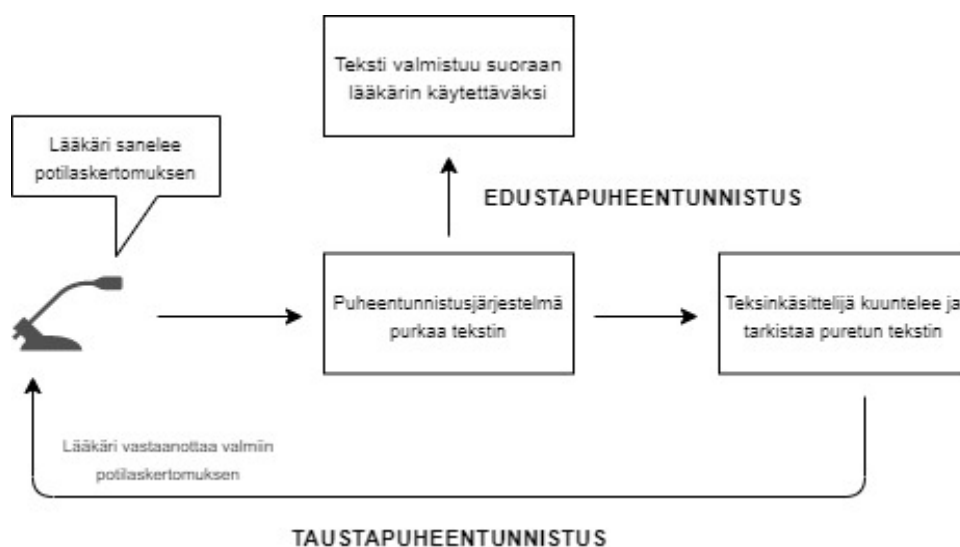 Teksti valmistuu suoraan
lääkärin käytettäväksi
Lääkäri sanelee
potilaskertomuksen
EDUSTAPUHEENTUNNISTUS
Puheentunnistusjärjestelmä
purkaa tekstin
Teksinkäsittelijä kuuntelee ja
tarkistaa puretun tekstin
Lääkäri vastaanottaa valmiin
potilaskertomuksen
TAUSTAPUHEENTUNNISTUS